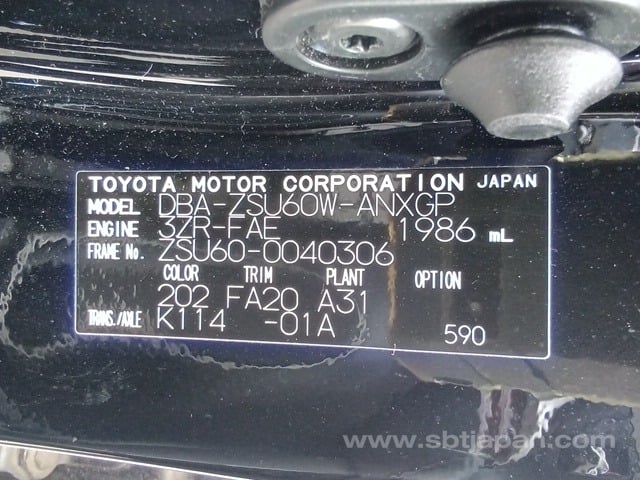 TOYOTA MOTOR CORPORATION JAPAN
MODEL DBA-ZSU60W-ANXGP
ENGINE 3ZR-FAE 1986 mL
FRAME No. ZSU60-0040306
COLOR TRIM PLANT OPTION
202 FA20 A31
TRANS./AXLE K114 -01A 590
www.sbtjapan.com